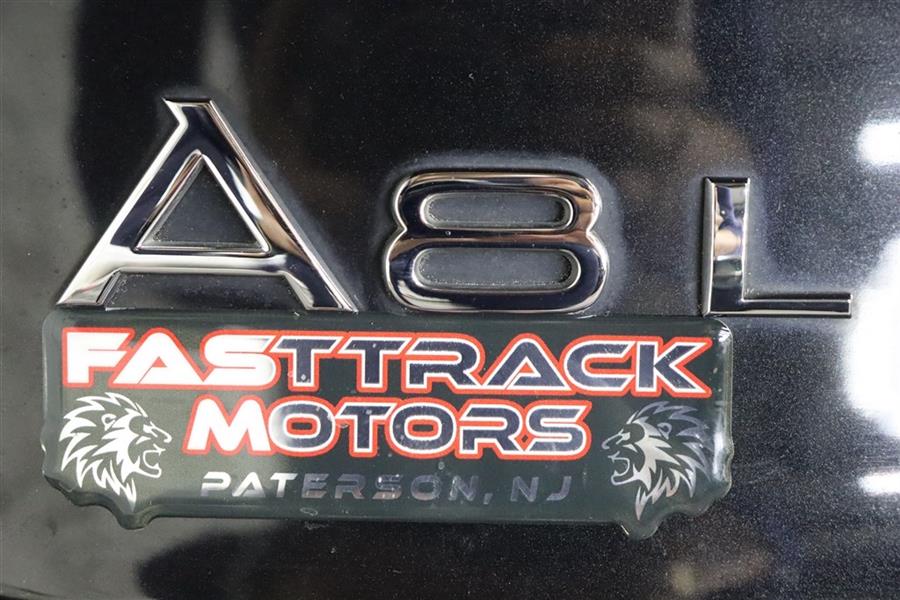 A8 L
FASTTRACK
MOTORS
PATERSON, NJ